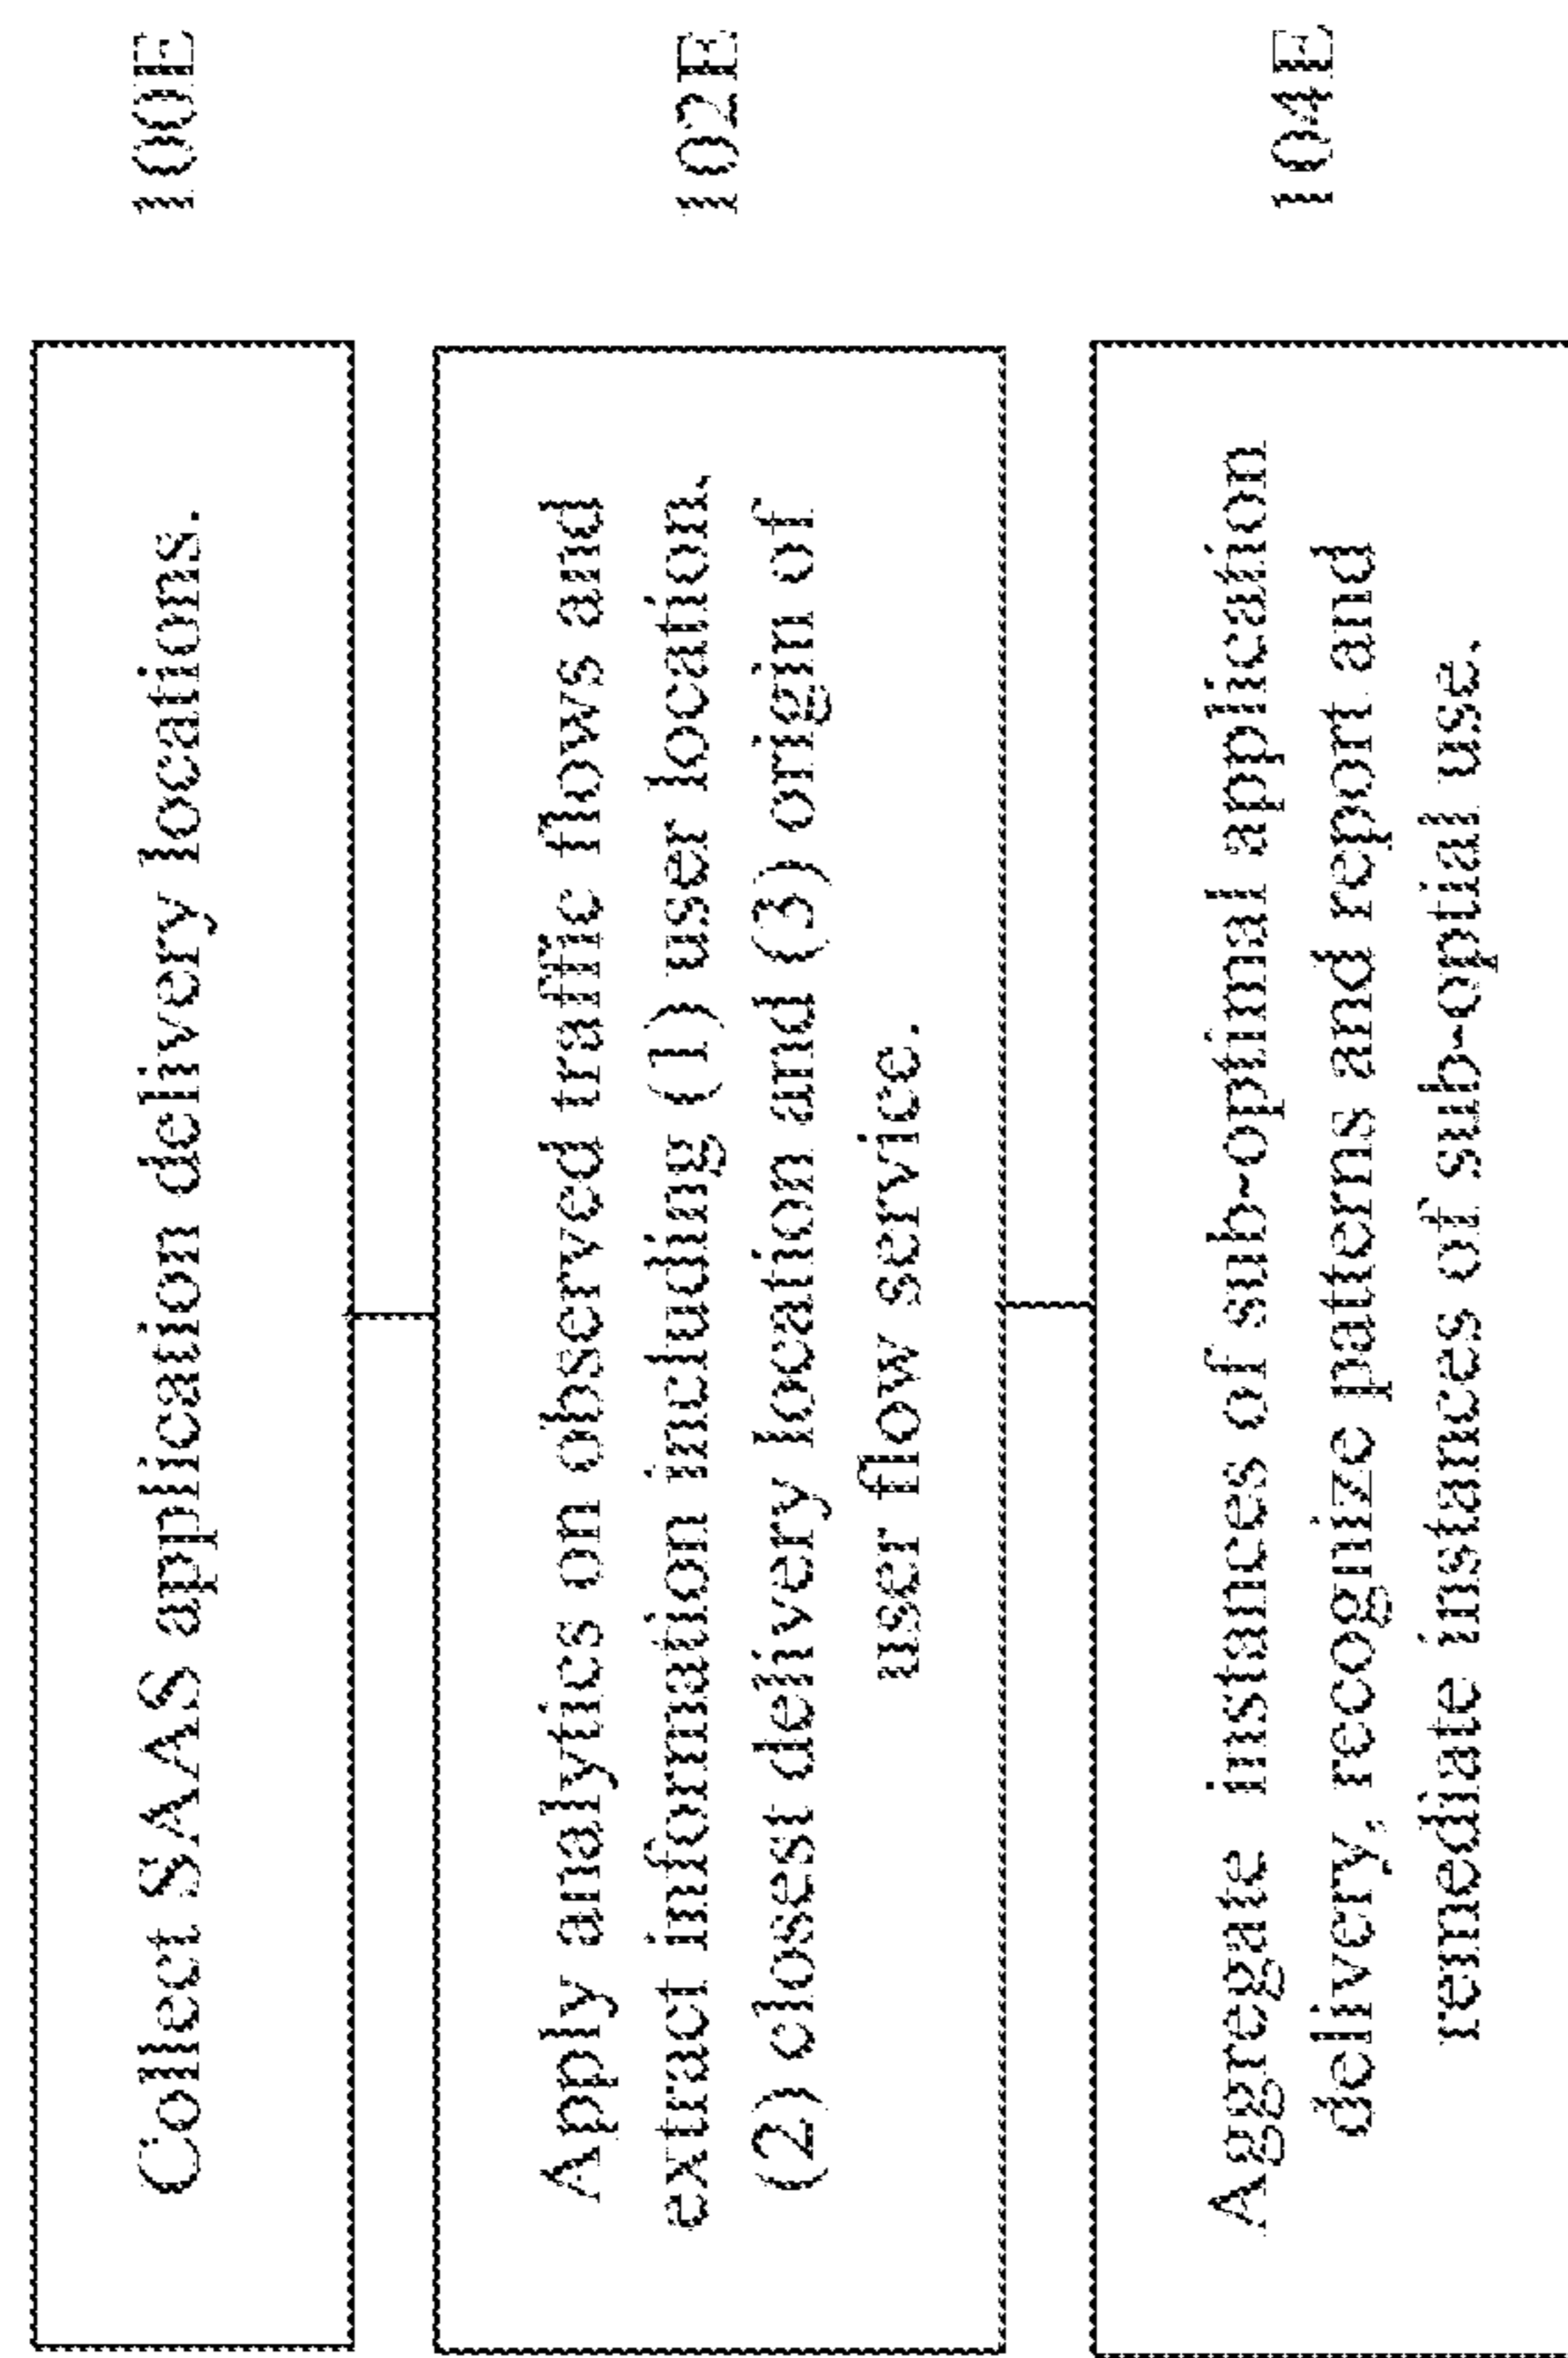 Collect SAAS application delivery locations.
100E
Apply analytics on observed traffic flows and
extract information including (1) user location,
(2) closest delivery location and (3) origin of
user flow service.
102E
Aggregate instances of sub-optimal application
delivery, recognize patterns and report and
remediate instances of sub-optial use.
104E